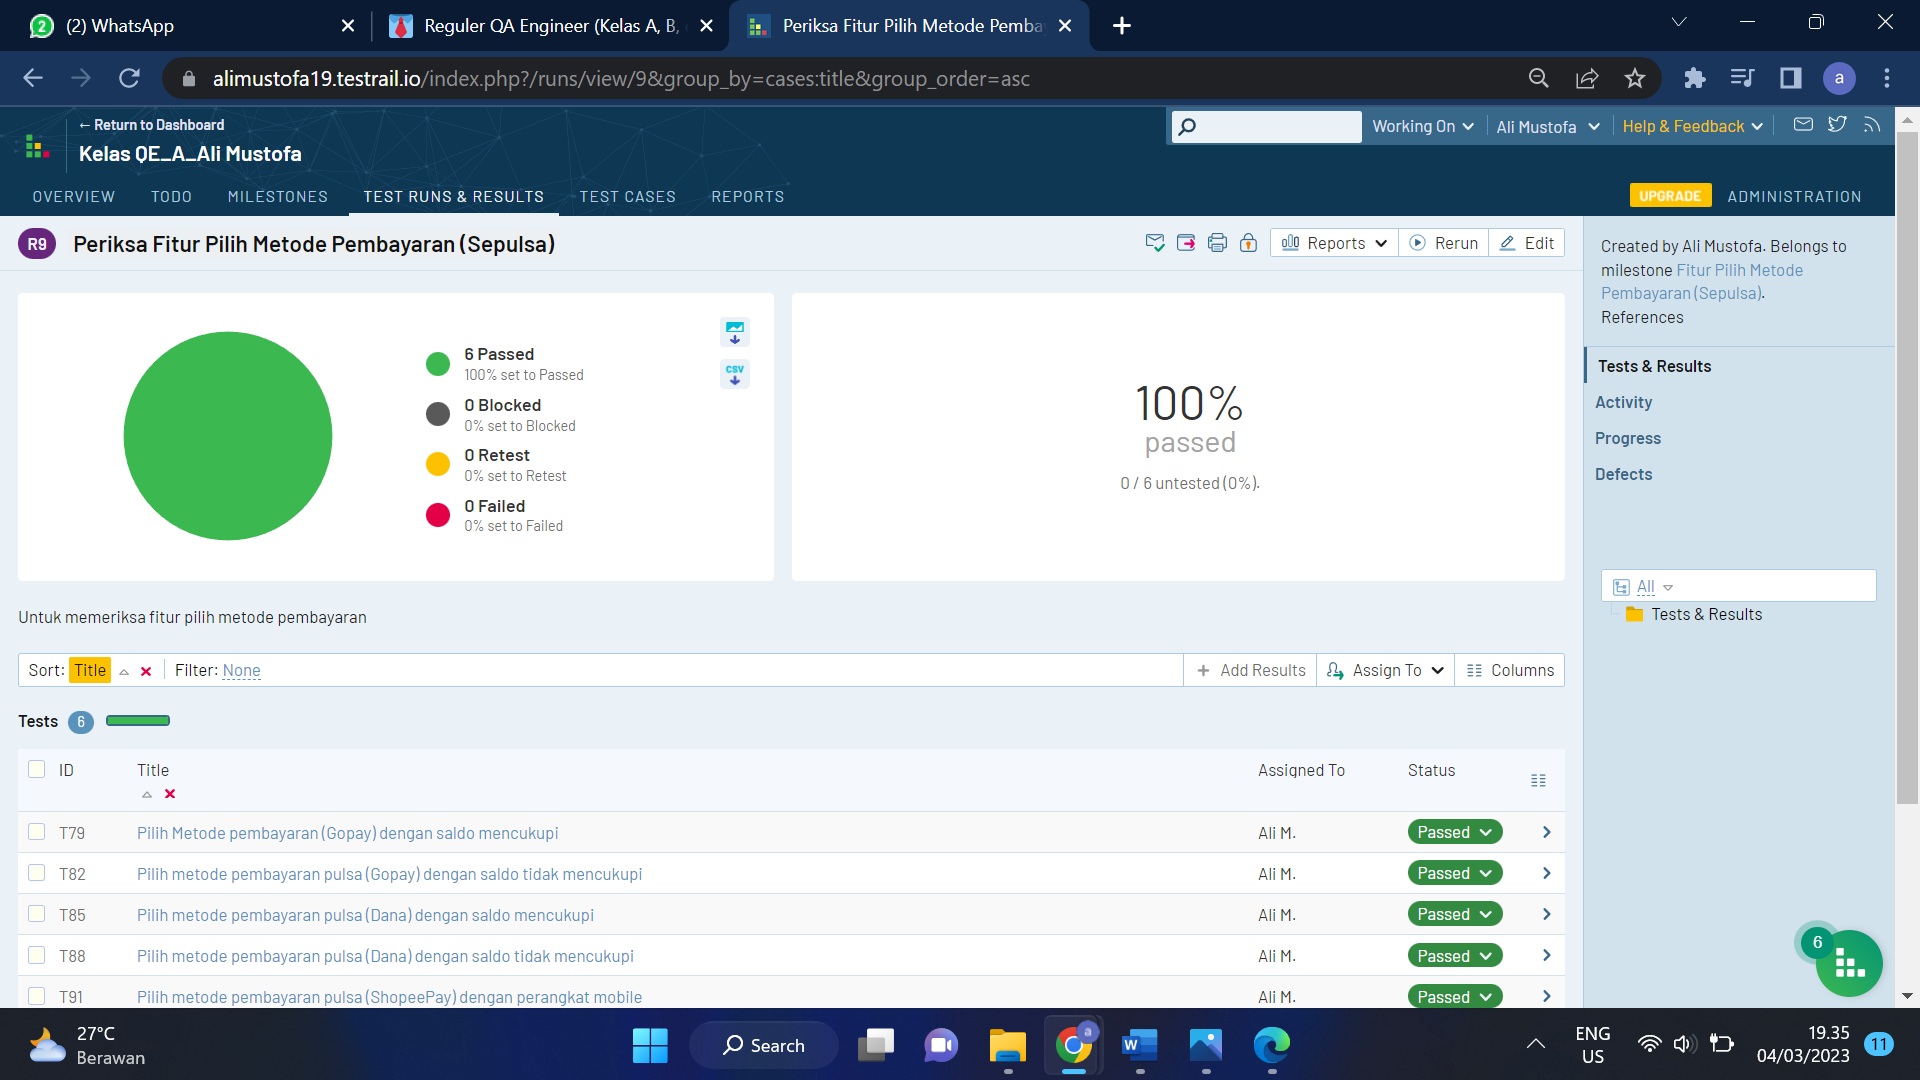 (2) WhatsApp
Reguler QA Engineer (Kelas A, B,
Periksa Fitur Pilih Metode Pemba
alimustofa19.testrail.io/index.php?/runs/view/9&group_by=cases:title&group_order=asc
a
← Return to Dashboard
Kelas QE_A_Ali Mustofa
Working On
Ali Mustofa
Help & Feedback
OVERVIEW
TODO
MILESTONES
TEST RUNS & RESULTS
TEST CASES
REPORTS
UPGRADE
ADMINISTRATION
R9
Periksa Fitur Pilih Metode Pembayaran (Sepulsa)
Reports
Rerun
Edit
Created by Ali Mustofa. Belongs to
milestone Fitur Pilih Metode
Pembayaran (Sepulsa).
References
Tests & Results
Activity
Progress
Defects
All
Tests & Results
6 Passed
100% set to Passed
0 Blocked
0% set to Blocked
0 Retest
0% set to Retest
0 Failed
0% set to Failed
CSV
100%
passed
0 / 6 untested (0%).
Untuk memeriksa fitur pilih metode pembayaran
Sort: Title
Filter: None
Add Results
Assign To
Columns
Tests 6
ID
Title
Assigned To
Status
T79 Pilih Metode pembayaran (Gopay) dengan saldo mencukupi Ali M. Passed
T82 Pilih metode pembayaran pulsa (Gopay) dengan saldo tidak mencukupi Ali M. Passed
T85 Pilih metode pembayaran pulsa (Dana) dengan saldo mencukupi Ali M. Passed
T88 Pilih metode pembayaran pulsa (Dana) dengan saldo tidak mencukupi Ali M. Passed
T91 Pilih metode pembayaran pulsa (ShopeePay) dengan perangkat mobile Ali M. Passed
6
27°C
Berawan
Search
a
W
ENG
US
19.35
04/03/2023
11